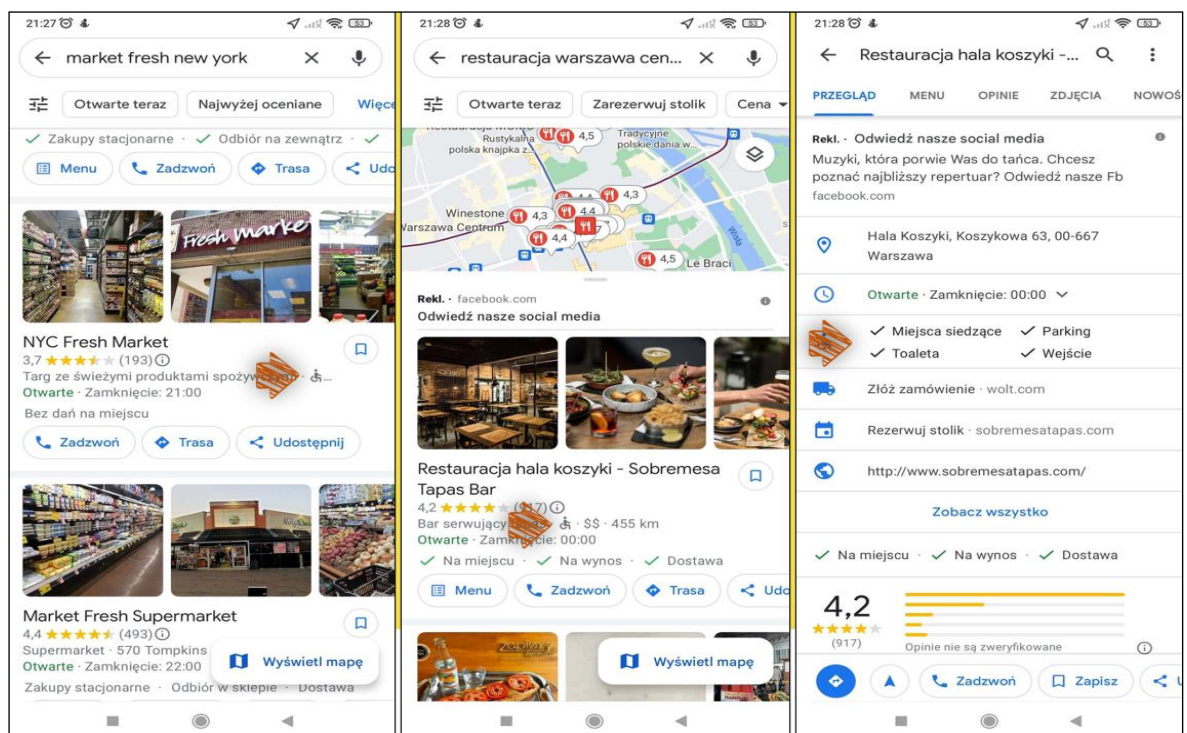 21:27
53
market fresh new york
Otwarte teraz
Najwyżej oceniane
Więce
Zakupy stacjonarne · Odbiór na zewnątrz ·
Menu
Zadzwoń
Trasa
Udo
Fresh Marke
NYC Fresh Market
3,7 (193)
Targ ze świeżymi produktami
Otwarte · Zamknięcie: 21:00
Bez dań na miejscu
Zadzwoń
Trasa
Udostępnij
Market Fresh Supermarket
4,4 (493)
Supermarket · 570 Tompkins
Otwarte · Zamknięcie: 22:00
Wyświetl mapę
Zakupy stacjonarne · Odbiór w sklepie · Dostawa
21:28
53
restauracja warszawa cen...
Otwarte teraz
Zarezerwuj stolik
Cena
Rustykalna
polska knajpka z...
4,5
Tradycyjne
polskie dania w...
4,3
4,4
Winestone
Warszawa Centrum
4,3
4,4
4,5
Le Braci
Wisła
Rekl. · facebook.com
Odwiedź nasze social media
Restauracja hala koszyki - Sobremesa
Tapas Bar
4,2 (917)
Bar serwujący · $$ · 455 km
Otwarte · Zamknięcie: 00:00
Na miejscu · Na wynos · Dostawa
Menu
Zadzwoń
Trasa
Udo
Wyświetl mapę
21:28
53
Restauracja hala koszyki -...
PRZEGLĄD
MENU
OPINIE
ZDJĘCIA
NOWOŚ
Rekl. · Odwiedź nasze social media
Muzyki, która porwie Was do tańca. Chcesz
poznać najbliższy repertuar? Odwiedź nasze Fb
facebook.com
Hala Koszyki, Koszykowa 63, 00-667
Warszawa
Otwarte · Zamknięcie: 00:00
Miejsca siedzące
Parking
Toaleta
Wejście
Złóż zamówienie · wolt.com
Rezerwuj stolik · sobremesatapas.com
http://www.sobremesatapas.com/
Zobacz wszystko
Na miejscu · Na wynos · Dostawa
4,2
(917)
Opinie nie są zweryfikowane
Zadzwoń
Zapisz